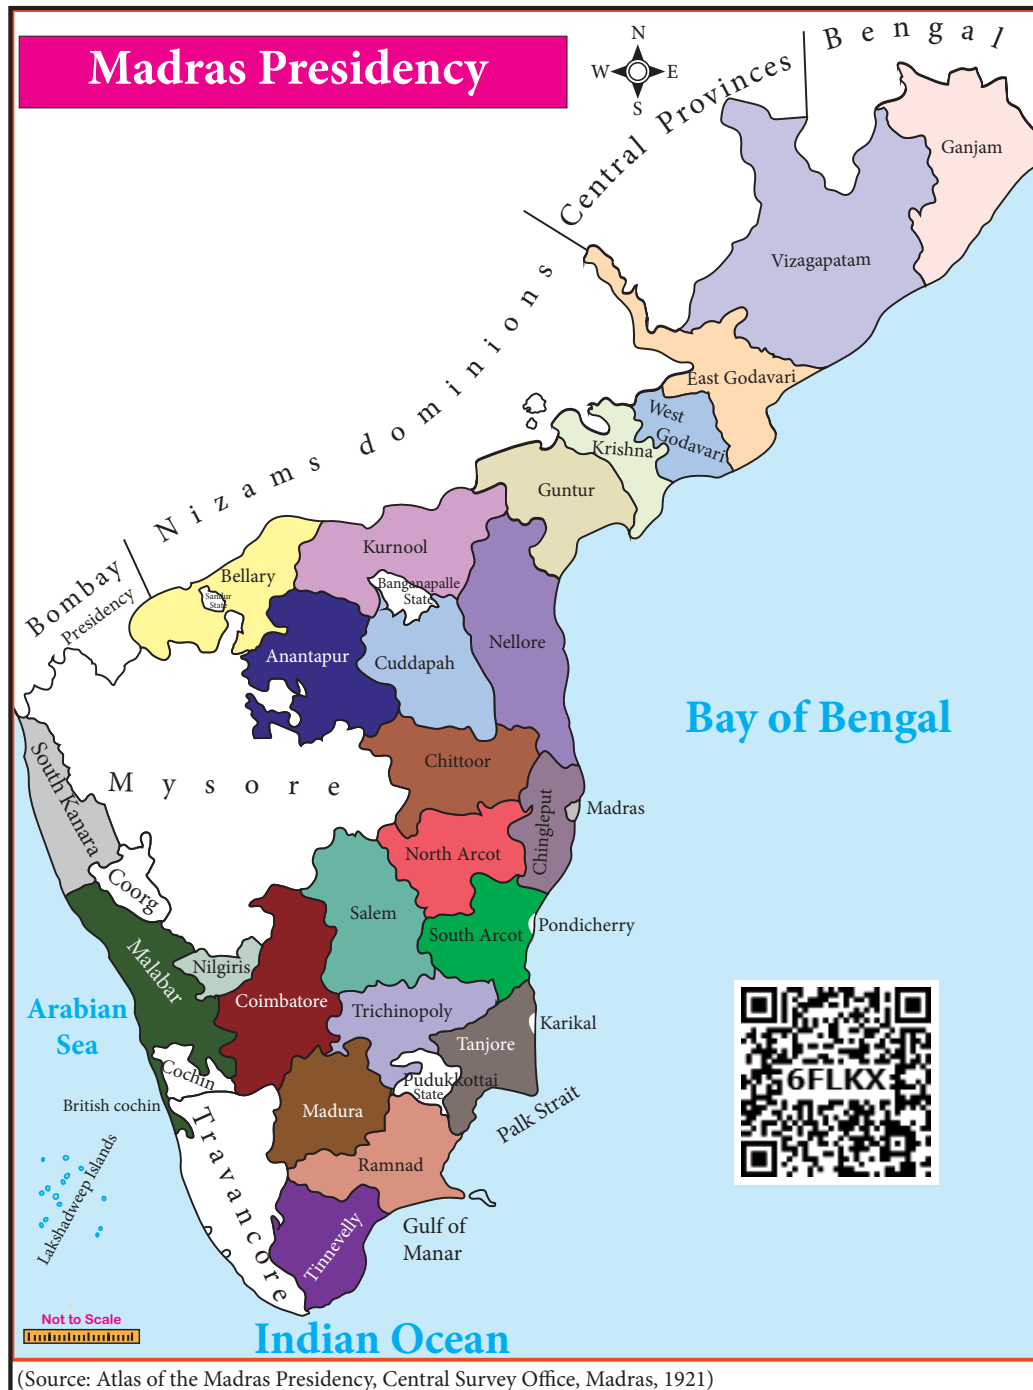 Madras Presidency
N
W
E
S
Bengal
Central Provinces
Ganjam
Vizagapatam
Nizams dominions
East Godavari
West
Godavari
Krishna
Guntur
Kurnool
Bombay
Presidency
Bellary
Sandur
State
Banganapalle
State
Anantapur
Cuddapah
Nellore
Bay of Bengal
Mysore
Chittoor
South Kanara
Chingleput
Madras
North Arcot
Coorg
Salem
South Arcot
Pondicherry
Malabar
Nilgiris
Coimbatore
Trichinopoly
Karikal
Tanjore
Arabian
Sea
Cochin
Pudukkottai
State
British cochin
Madura
Palk Strait
6FLKX
Travancore
Ramnad
Lakshadweep Islands
Tinnevelly
Gulf of
Manar
Not to Scale
Indian Ocean
(Source: Atlas of the Madras Presidency, Central Survey Office, Madras, 1921)